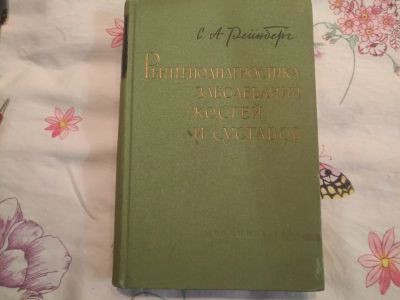 С. А. Рейнберг
Рентгенодиагностика
заболеваний
костей
и суставов